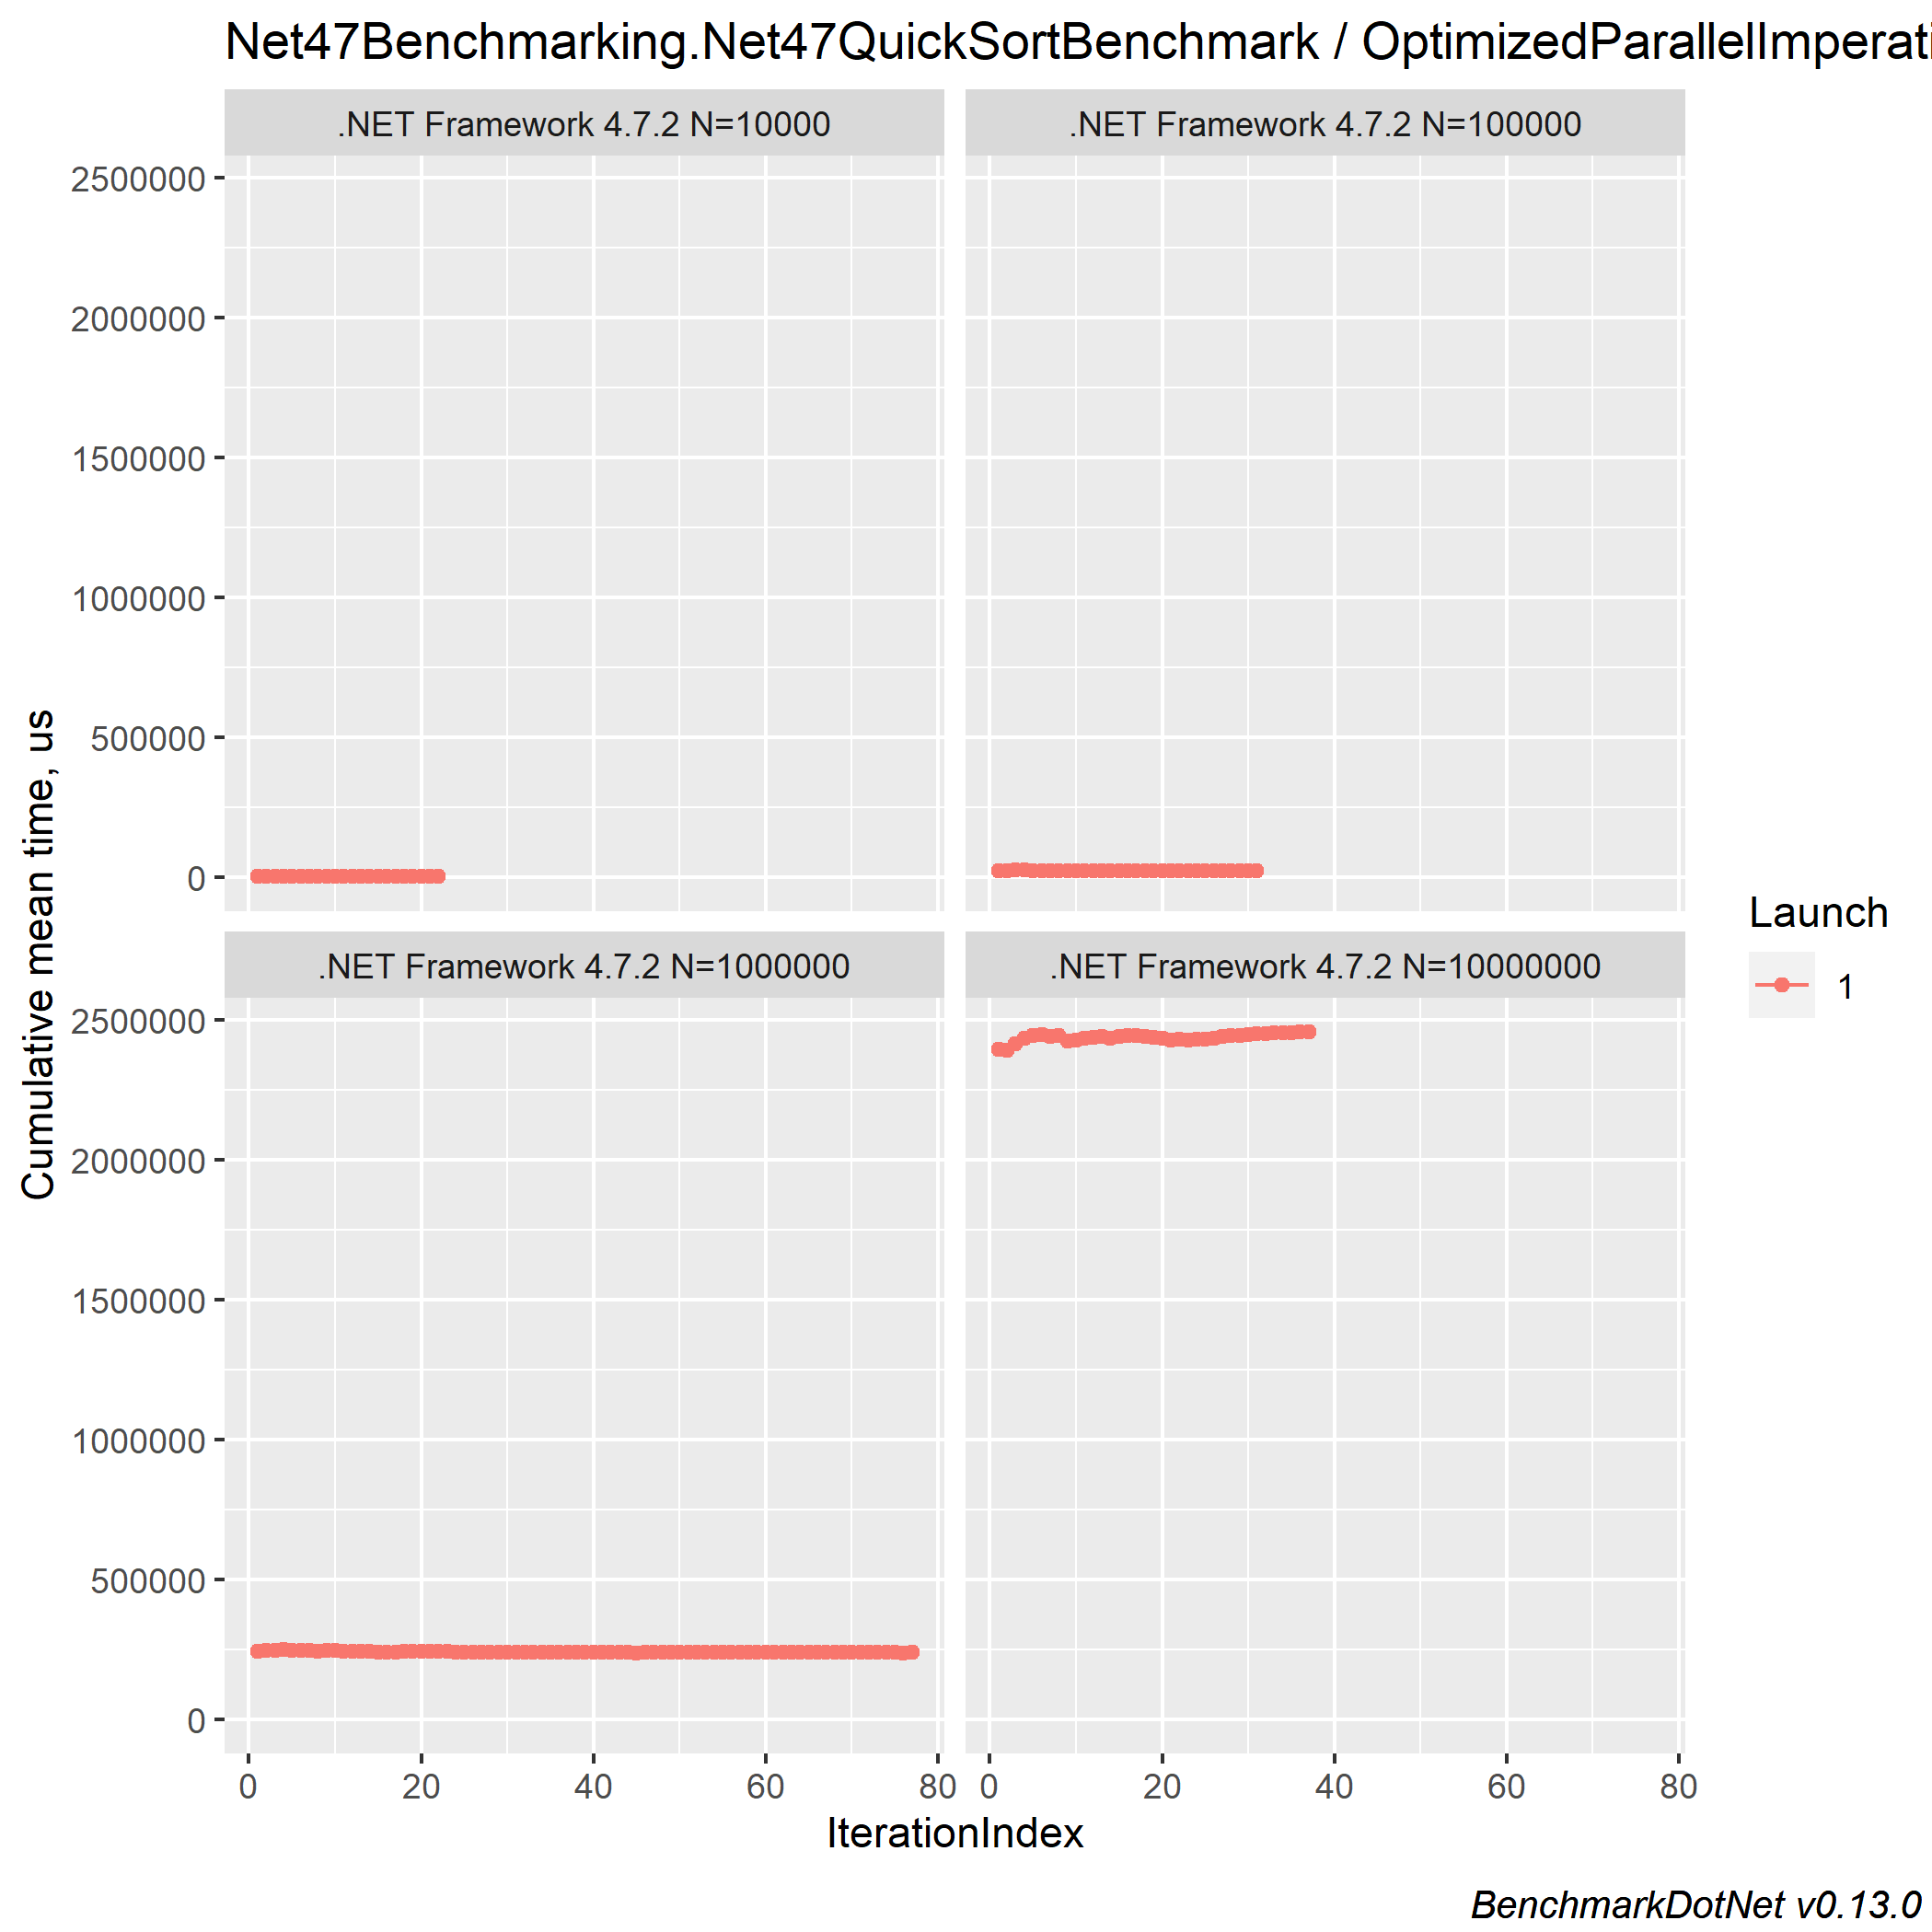 Net47Benchmarking.Net47QuickSortBenchmark / OptimizedParallelImperati
.NET Framework 4.7.2 N=10000
.NET Framework 4.7.2 N=100000
2500000
2000000
1500000
1000000
500000
0
.NET Framework 4.7.2 N=1000000
.NET Framework 4.7.2 N=10000000
2500000
2000000
1500000
1000000
500000
0
0 20 40 60 80
0 20 40 60 80
IterationIndex
Cumulative mean time, us
Launch
1
BenchmarkDotNet v0.13.0